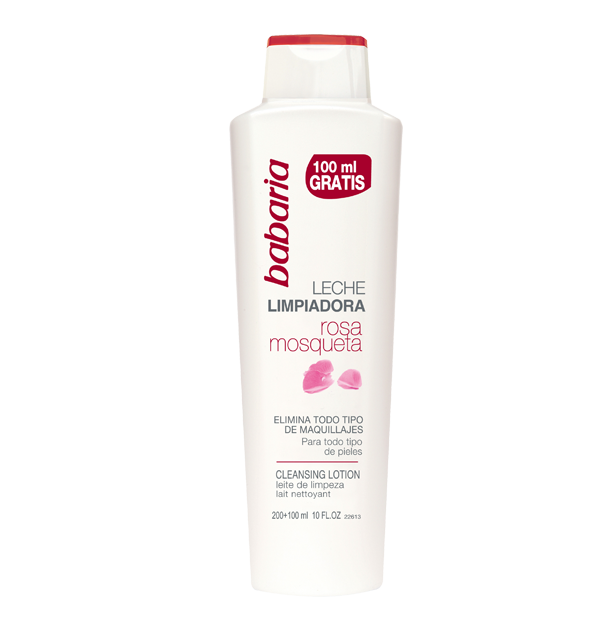 babaria
100 ml
GRATIS
LECHE
LIMPIADORA
rosa
mosqueta
ELIMINA TODO TIPO
DE MAQUILLAJES
Para todo tipo
de pieles
CLEANSING LOTION
leite de limpeza
lait nettoyant
200+100 ml 10 FL.OZ 22613